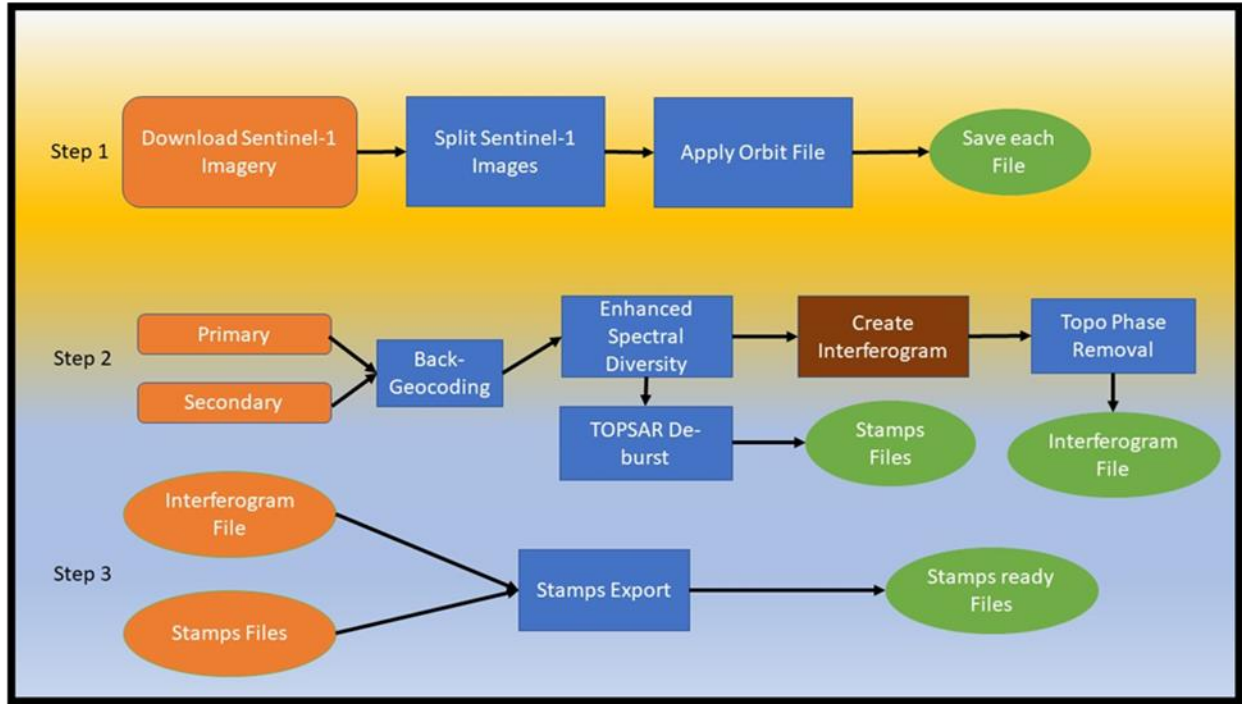 Step 1
Download Sentinel-1
Imagery
Split Sentinel-1
Images
Apply Orbit File
Save each
File
Step 2
Primary
Secondary
Back-
Geocoding
Enhanced
Spectral
Diversity
Create
Interferogram
Topo Phase
Removal
TOPSAR De-
burst
Stamps
Files
Interferogram
File
Step 3
Interferogram
File
Stamps Files
Stamps Export
Stamps ready
Files